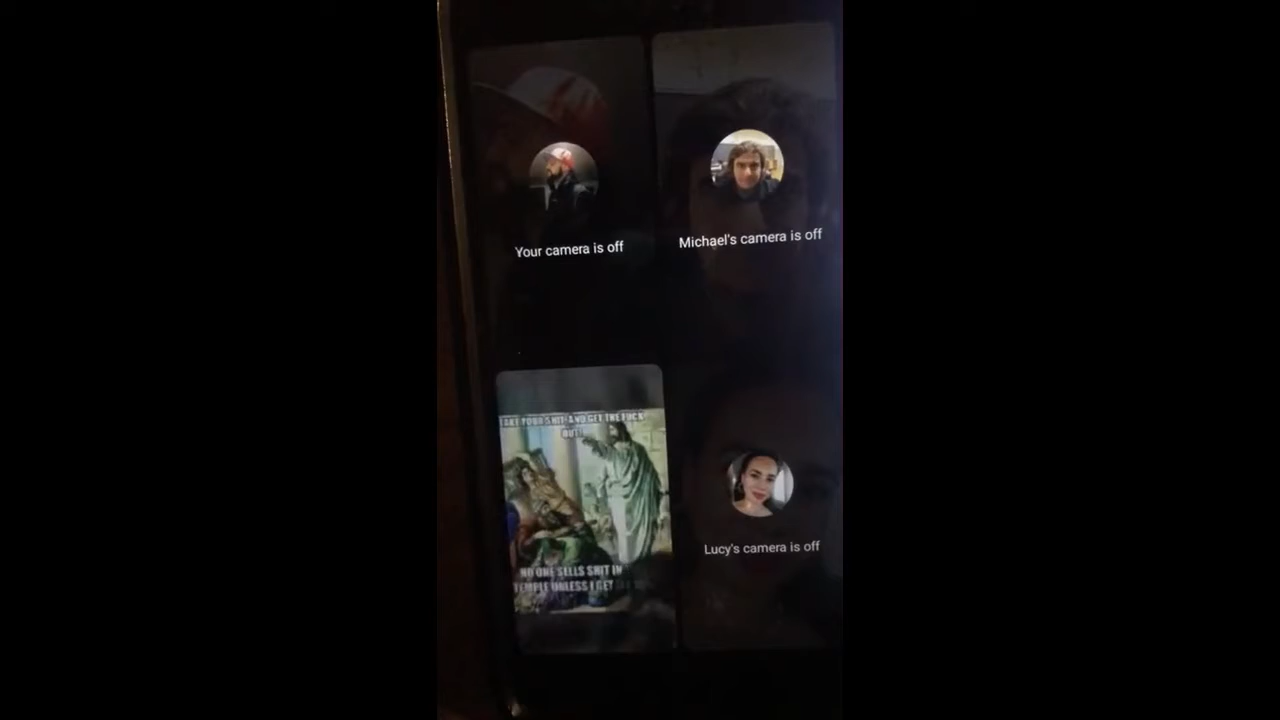 Your camera is off
Michael's camera is off
TAKE YOUR SHIT AND GET THE FUCK
OUT!
NO ONE SELLS SHIT IN
TEMPLE UNLESS I GET
Lucy's camera is off